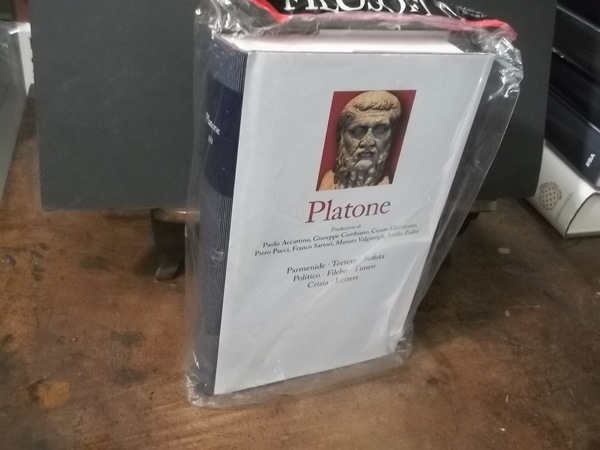 Platone
Platone
Traduzioni di
Paolo Accattino, Giuseppe Cambiano, Cesare Giarratano,
Piero Pucci, Franco Sartori, Manara Valgimigli, Attilio Zadro
Parmenide · Teeteto · Sofista
Politico · Filebo · Timeo
Crizia · Lettere